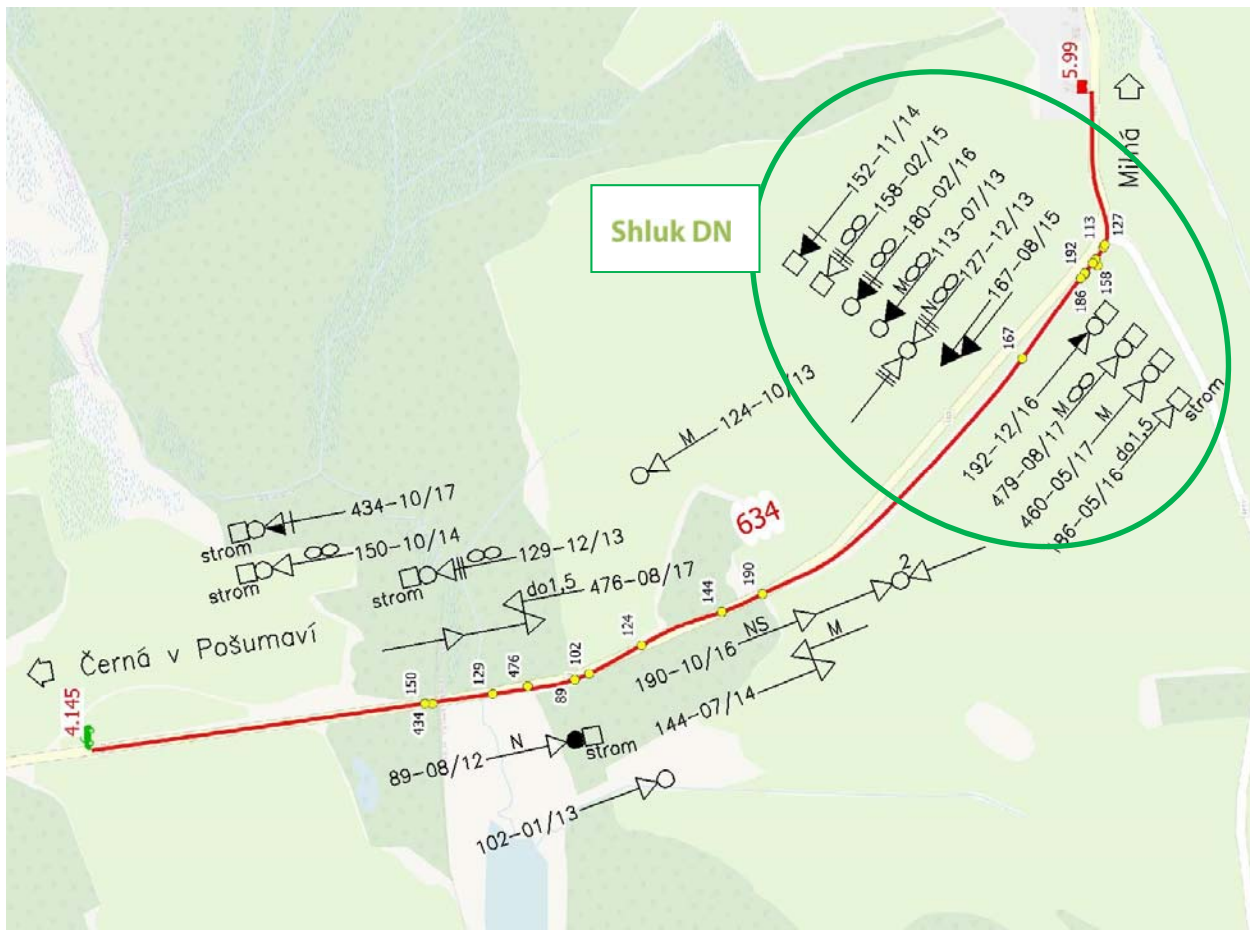 5.99
Milná
152-11/14
158-02/15
180-02/16
M
113-07/13
N
127-12/13
167-08/15
Shluk DN
127
113
192
158
186
167
192-12/16
479-08/17
M
460-05/17
M
186-05/16
do1,5
strom
M
124-10/13
634
434-10/17
strom
150-10/14
strom
129-12/13
strom
do1,5
476-08/17
Černá v Pošumaví
4.145
150
434
129
476
89
102
124
144
190
2
190-10/16
NS
144-07/14
M
89-08/12
N
strom
102-01/13